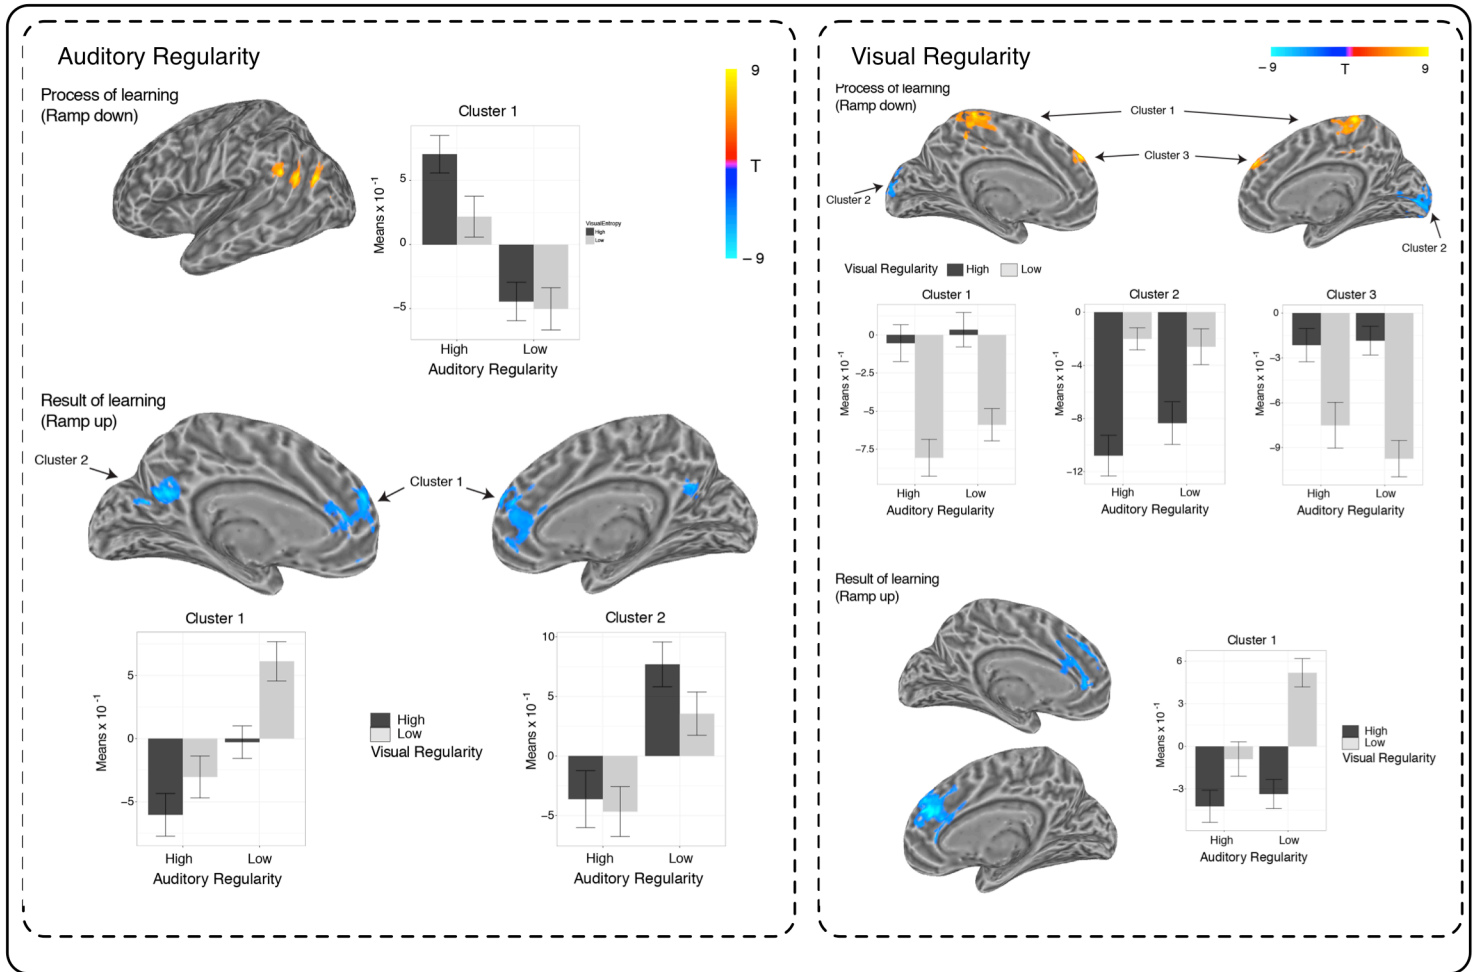 Auditory Regularity
Process of learning
(Ramp down)
Cluster 1
5
0
−5
Means x 10 -1
High
Low
Auditory Regularity
VisualEntropy
High
Low
9
T
−9
Result of learning
(Ramp up)
Cluster 2
Cluster 1
Cluster 1
5
0
−5
Means x 10 -1
High
Low
Auditory Regularity
High
Low
Visual Regularity
Cluster 2
10
5
0
−5
Means x 10 -1
High
Low
Auditory Regularity
Visual Regularity
−9
T
9
Process of learning
(Ramp down)
Cluster 1
Cluster 3
Cluster 2
Cluster 2
Visual Regularity
High
Low
Cluster 1
0
−2.5
−5
−7.5
Means x 10 -1
High
Low
Auditory Regularity
Cluster 2
0
−4
−8
−12
Means x 10 -1
High
Low
Auditory Regularity
Cluster 3
0
−3
−6
−9
Means x 10 -1
High
Low
Auditory Regularity
Result of learning
(Ramp up)
Cluster 1
6
3
0
−3
Means x 10 -1
High
Low
Auditory Regularity
High
Low
Visual Regularity